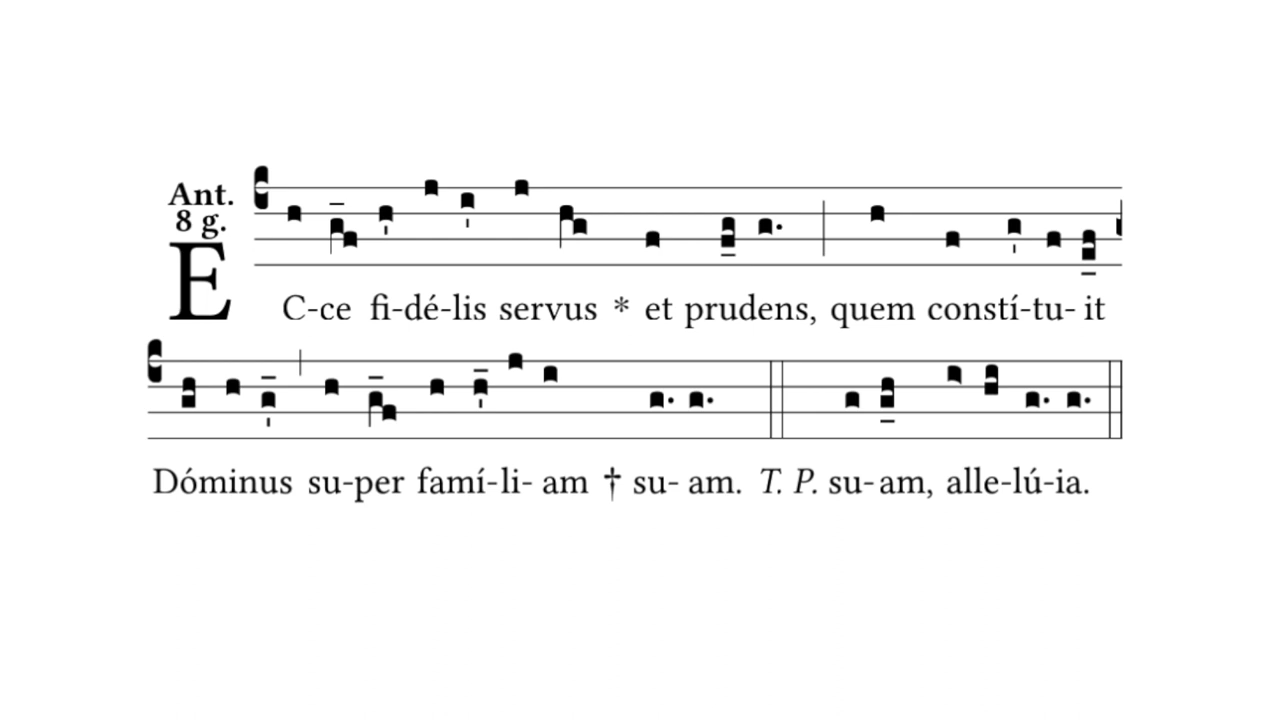 Ant.
8 g.
EC-ce fi-dé-lis servus * et prudens, quem constí-tu- it
Dóminus su-per famí-li- am † su- am. T. P. su-am, alle-lú-ia.